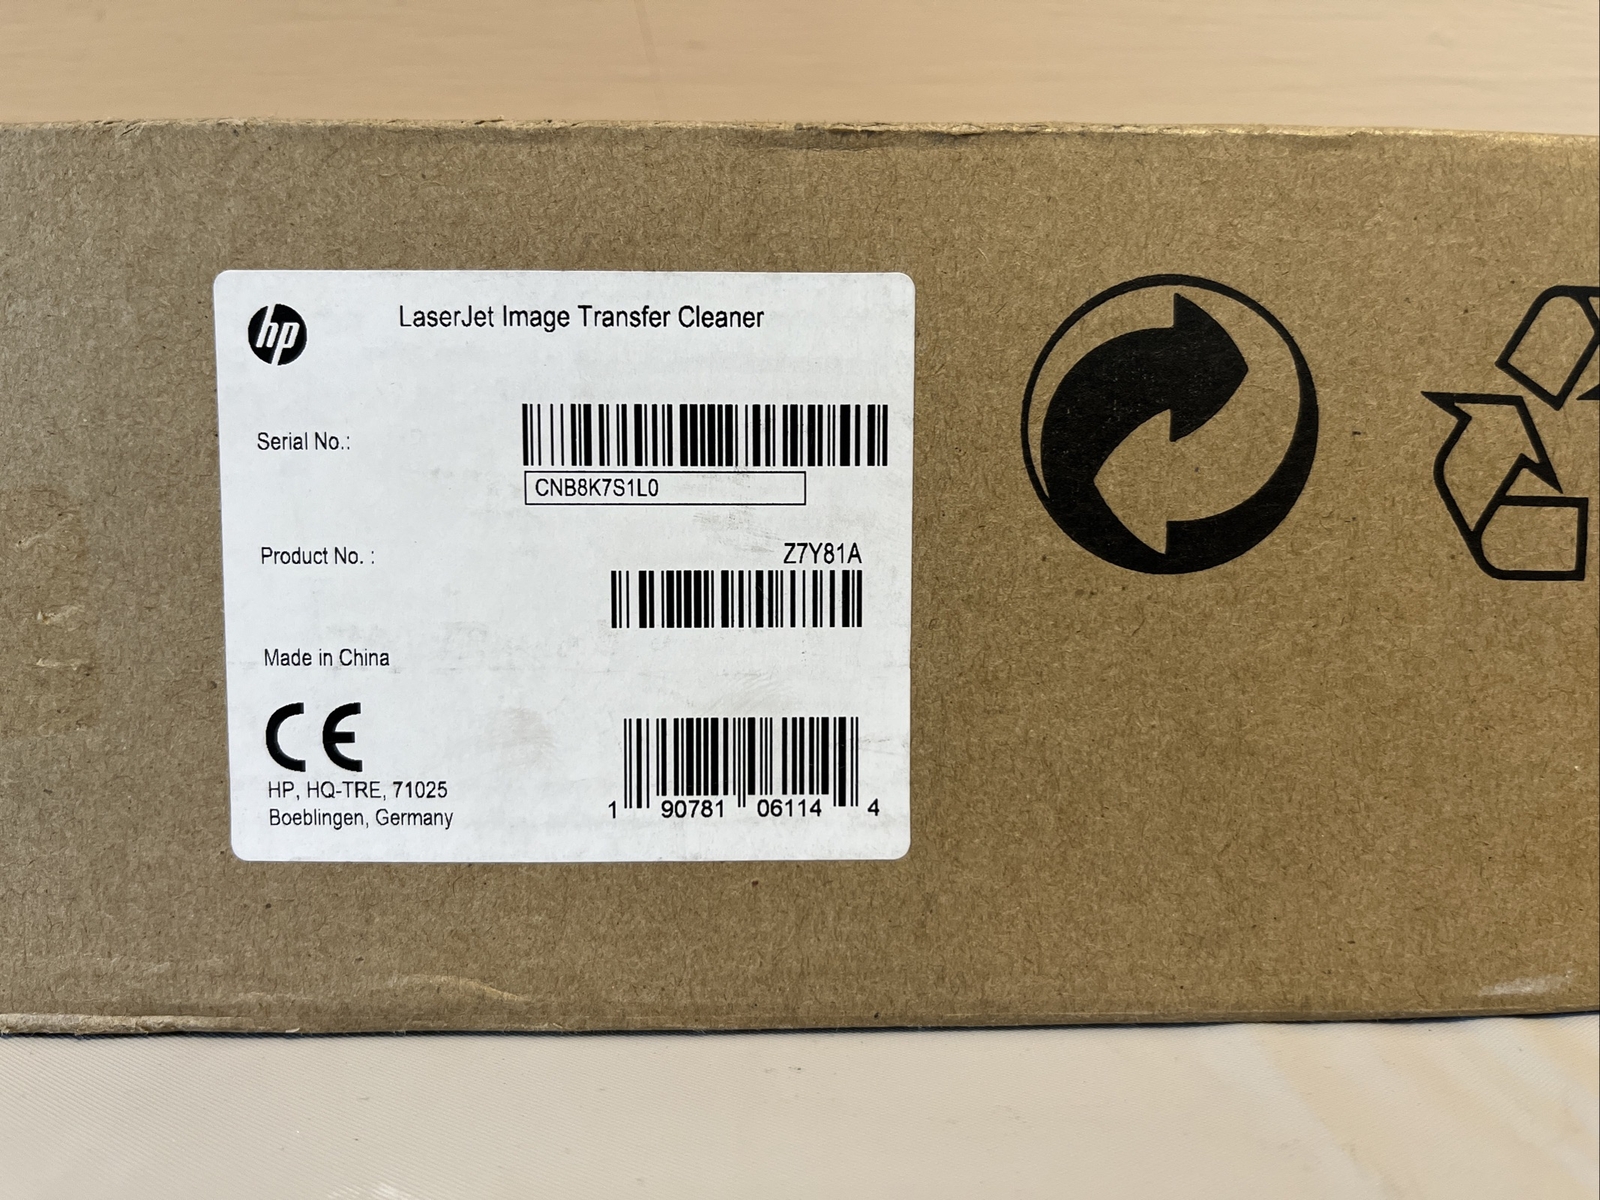 hp
LaserJet Image Transfer Cleaner
Serial No.:
CNB8K7S1L0
Product No. :
Z7Y81A
Made in China
CE
HP, HQ-TRE, 71025
Boeblingen, Germany
1 90781 06114 4